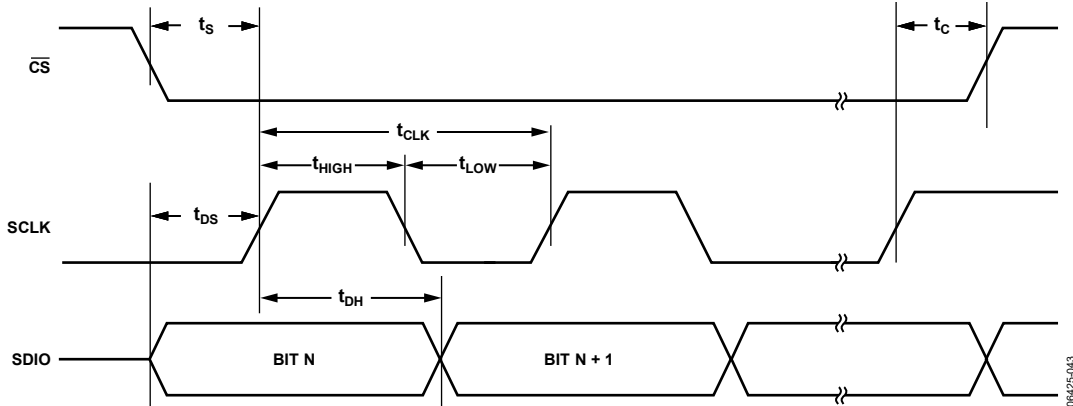 tS
tC
CS
tCLK
tHIGH
tLOW
tDS
SCLK
tDH
SDIO
BIT N
BIT N + 1
06425-043